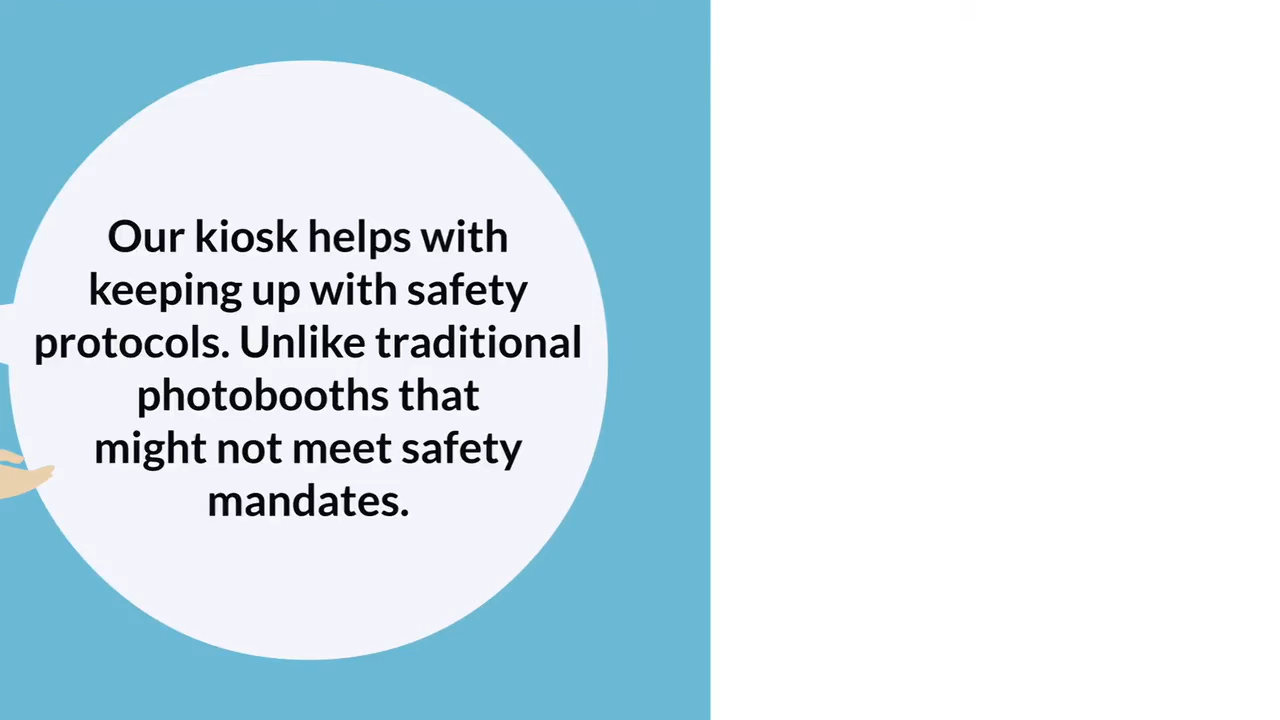 Our kiosk helps with
keeping up with safety
protocols. Unlike traditional
photobooths that
might not meet safety
mandates.